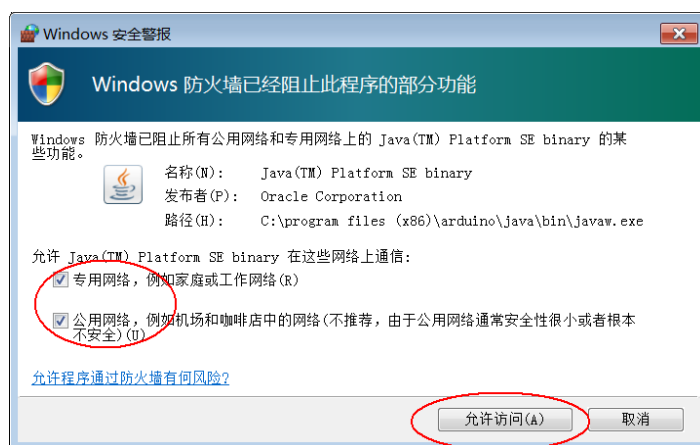 Windows 安全警报
Windows 防火墙已经阻止此程序的部分功能
Windows 防火墙已阻止所有公用网络和专用网络上的 Java(TM) Platform SE binary 的某
些功能。
名称(N): Java(TM) Platform SE binary
发布者(P): Oracle Corporation
路径(H): C:\program files (x86)\arduino\java\bin\javaw.exe
允许 Java(TM) Platform SE binary 在这些网络上通信:
专用网络，例如家庭或工作网络(R)
公用网络，例如机场和咖啡店中的网络(不推荐，由于公用网络通常安全性很小或者根本
不安全)(U)
允许程序通过防火墙有何风险?
允许访问(A) 取消